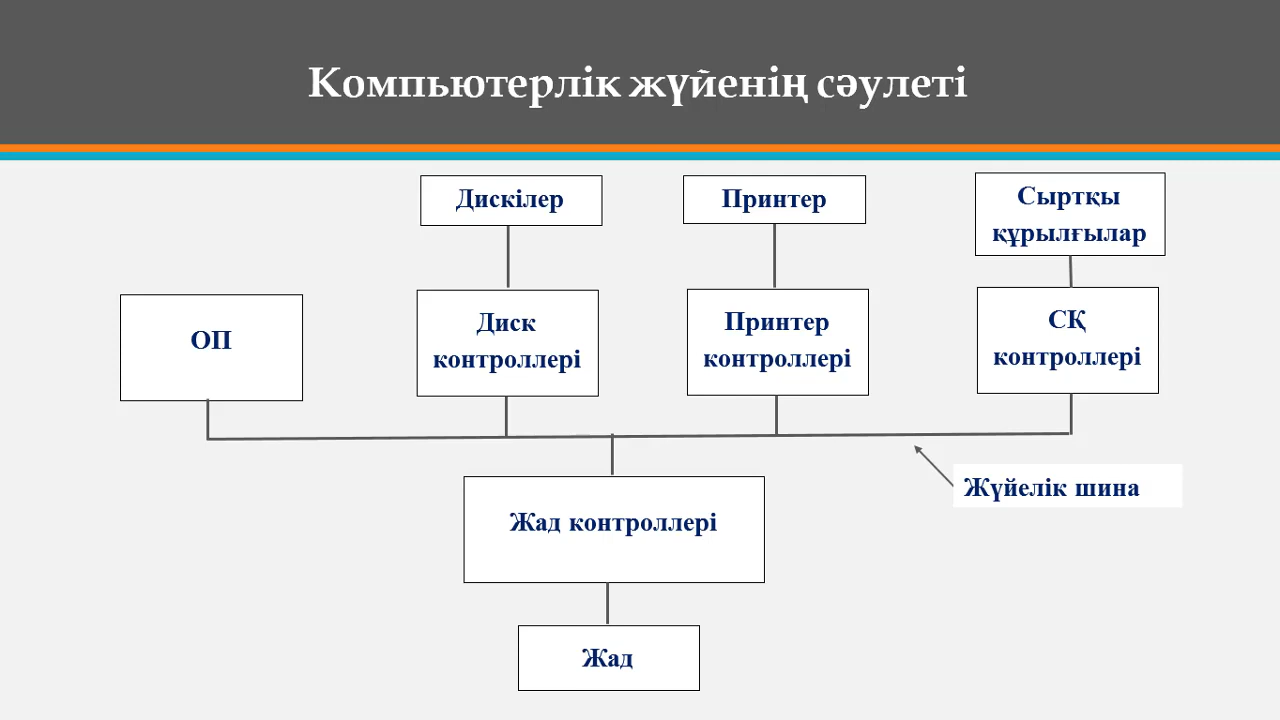 Компьютерлік жүйенің сәулеті
Дискілер
Принтер
Сыртқы
құрылғылар
ОП
Диск
контроллері
Принтер
контроллері
СҚ
контроллері
Жүйелік шина
Жад контроллері
Жад